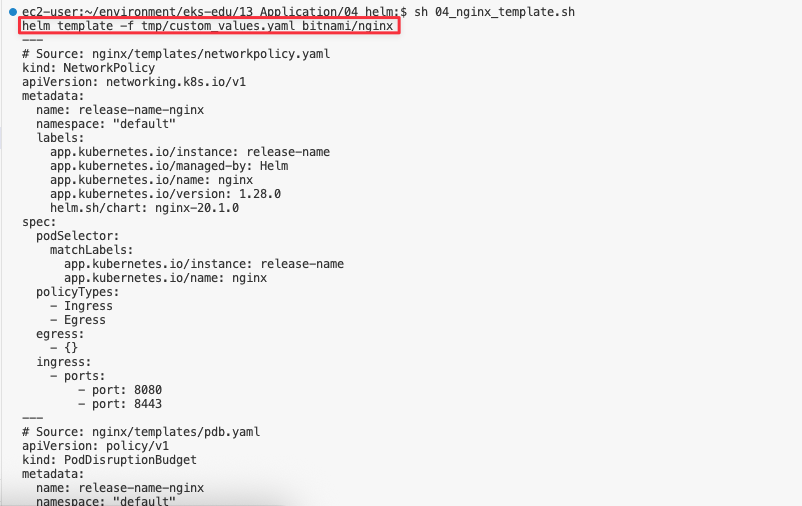 ec2-user:~/environment/eks-edu/13_Application/04_helm:$ sh 04_nginx_template.sh
helm template -f tmp/custom_values.yaml bitnami/nginx
---
# Source: nginx/templates/networkpolicy.yaml
kind: NetworkPolicy
apiVersion: networking.k8s.io/v1
metadata:
  name: release-name-nginx
  namespace: "default"
  labels:
    app.kubernetes.io/instance: release-name
    app.kubernetes.io/managed-by: Helm
    app.kubernetes.io/name: nginx
    app.kubernetes.io/version: 1.28.0
    helm.sh/chart: nginx-20.1.0
spec:
  podSelector:
    matchLabels:
      app.kubernetes.io/instance: release-name
      app.kubernetes.io/name: nginx
  policyTypes:
    - Ingress
    - Egress
  egress:
    - {}
  ingress:
    - ports:
        - port: 8080
        - port: 8443
---
# Source: nginx/templates/pdb.yaml
apiVersion: policy/v1
kind: PodDisruptionBudget
metadata:
  name: release-name-nginx
  namespace: "default"